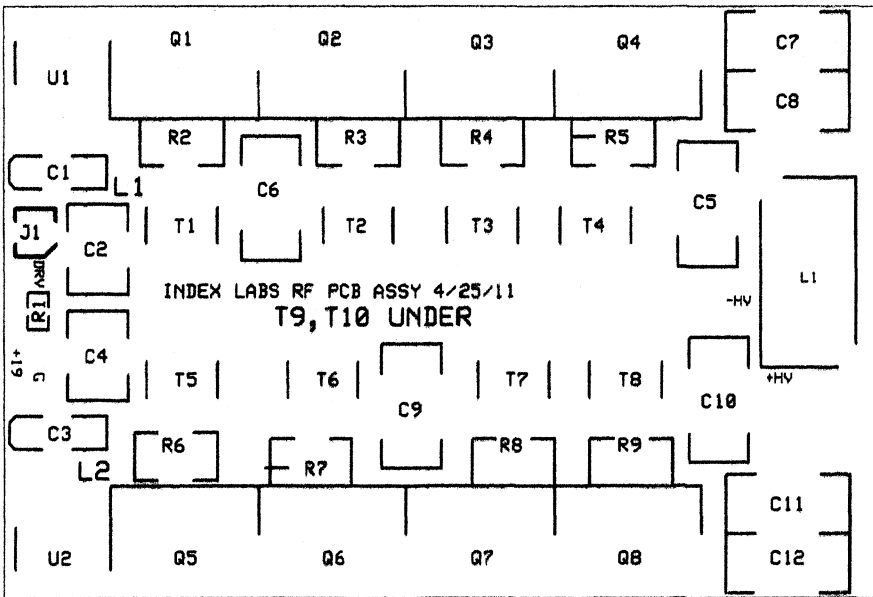 Q1 Q2 Q3 Q4 C7
U1
C8
R2 R3 R4 R5
C1
L1
C6
C5
J1
T1 T2 T3 T4
C2
DRV
L1
INDEX LABS RF PCB ASSY 4/25/11
-HV
R1
T9,T10 UNDER
C4
+19
G
T5 T6 T7 T8
+HV
C9
C10
C3
R6
R7
R8 R9
L2
C11
U2 Q5 Q6 Q7 Q8 C12